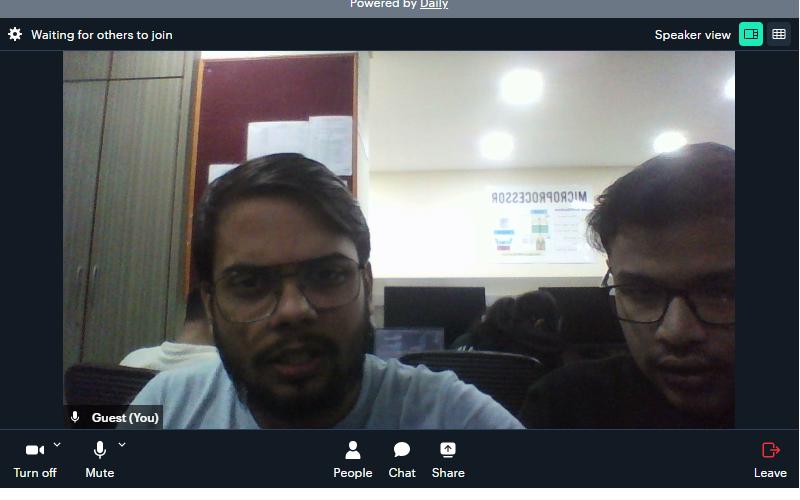 Powered by Daily
Waiting for others to join
Speaker view
MICROPROCESSOR
Guest (You)
Turn off
Mute
People
Chat
Share
Leave